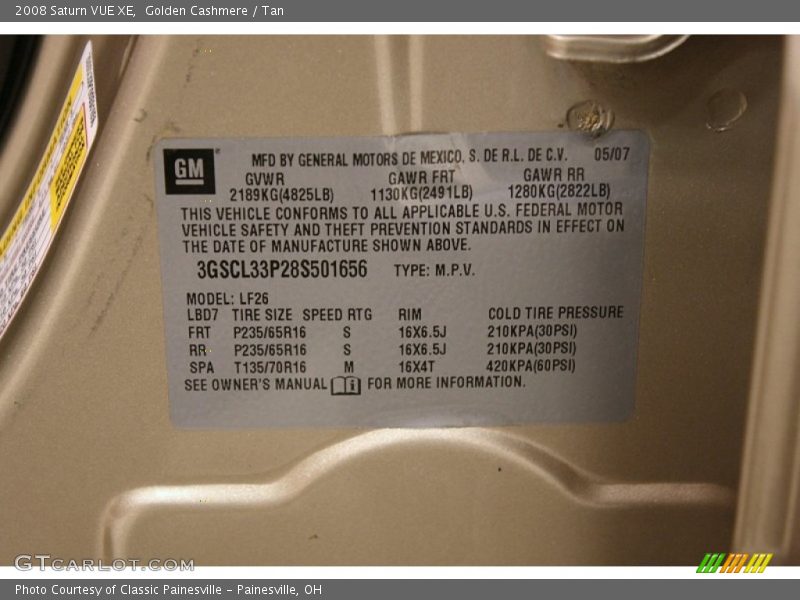 2008 Saturn VUE XE, Golden Cashmere / Tan
GM
MFD BY GENERAL MOTORS DE MEXICO, S. DE R.L. DE C.V. 05/07
GVWR GAWR FRT GAWR RR
2189KG(4825LB) 1130KG(2491LB) 1280KG(2822LB)
THIS VEHICLE CONFORMS TO ALL APPLICABLE U.S. FEDERAL MOTOR
VEHICLE SAFETY AND THEFT PREVENTION STANDARDS IN EFFECT ON
THE DATE OF MANUFACTURE SHOWN ABOVE.
3GSCL33P28S501656 TYPE: M.P.V.
MODEL: LF26
LBD7 TIRE SIZE SPEED RTG RIM COLD TIRE PRESSURE
FRT P235/65R16 S 16X6.5J 210KPA(30PSI)
RR P235/65R16 S 16X6.5J 210KPA(30PSI)
SPA T135/70R16 M 16X4T 420KPA(60PSI)
SEE OWNER'S MANUAL FOR MORE INFORMATION.
GTCARLOT.COM
Photo Courtesy of Classic Painesville - Painesville, OH